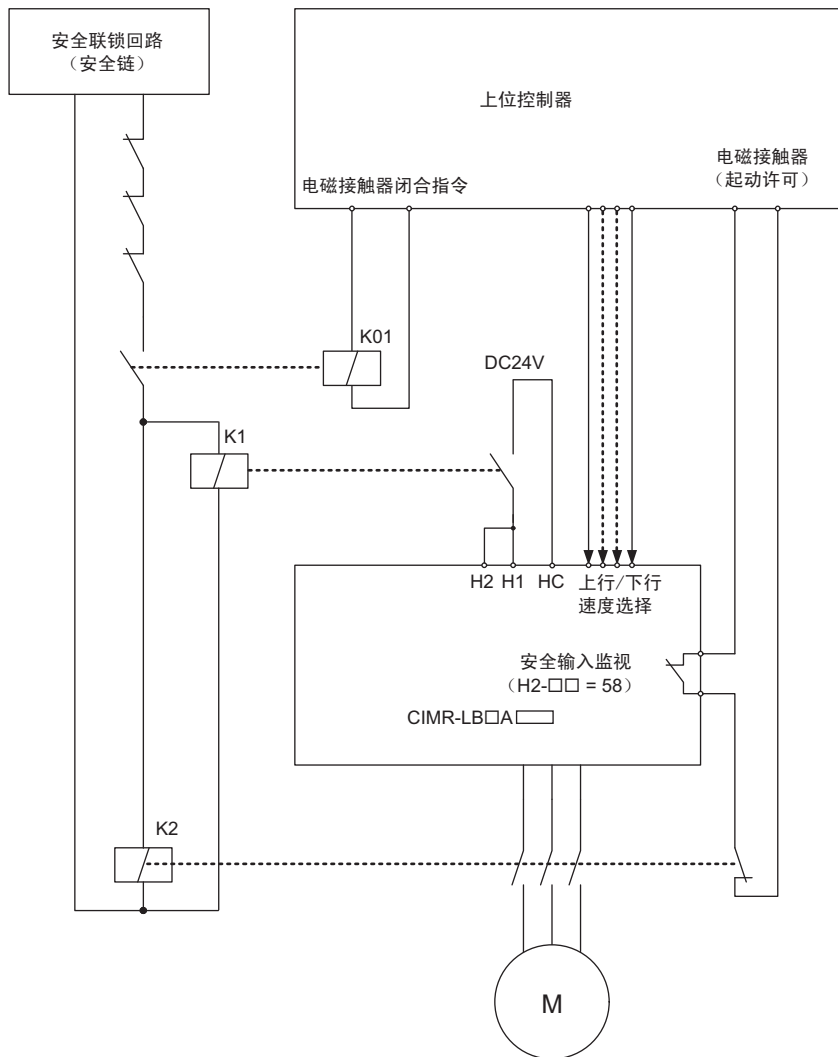 安全联锁回路
（安全链）
上位控制器
电磁接触器闭合指令
电磁接触器
（起动许可）
K01
DC24V
K1
H2 H1 HC 上行/下行
速度选择
安全输入监视
（H2-□□ = 58）
CIMR-LB□A▭
K2
M